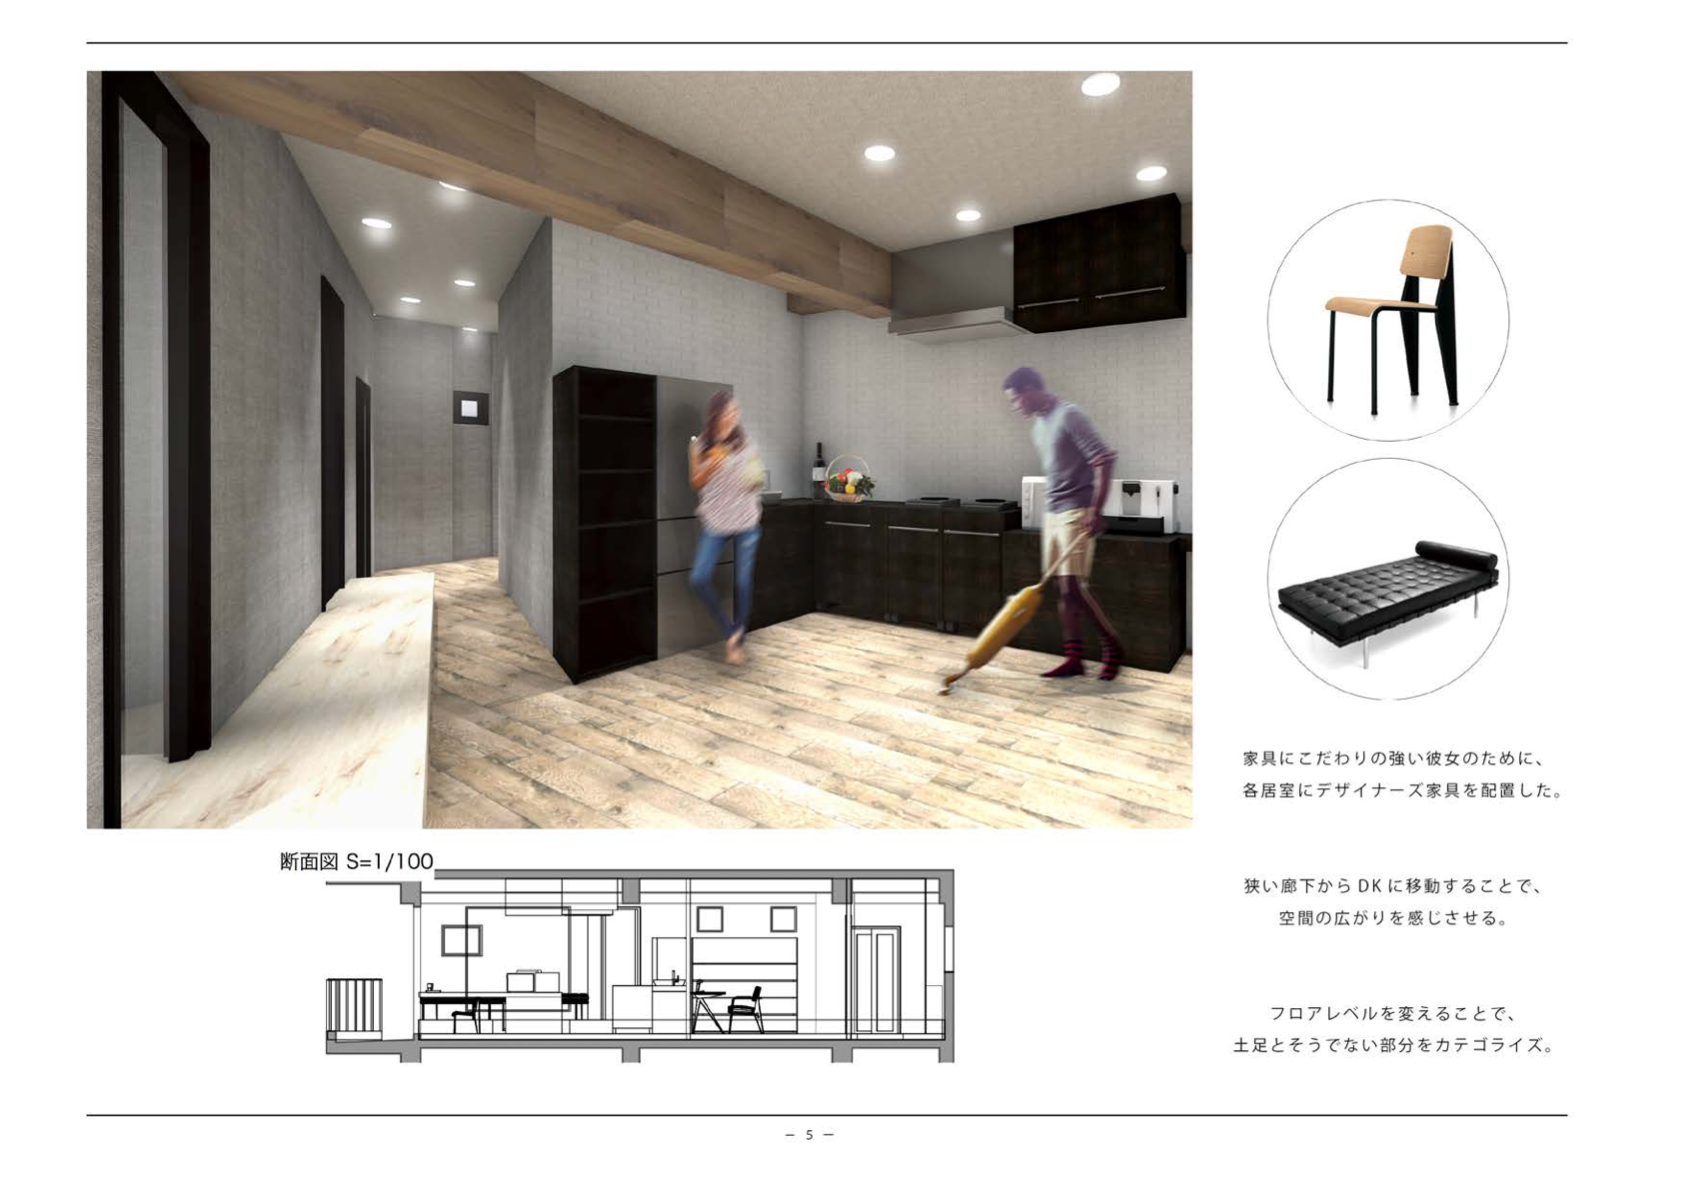 断面図 S=1/100
家具にこだわりの強い彼女のために、
各居室にデザイナーズ家具を配置した。
狭い廊下から DK に移動することで、
空間の広がりを感じさせる。
フロアレベルを変えることで、
土足とそうでない部分をカテゴライズ。
― 5 ―